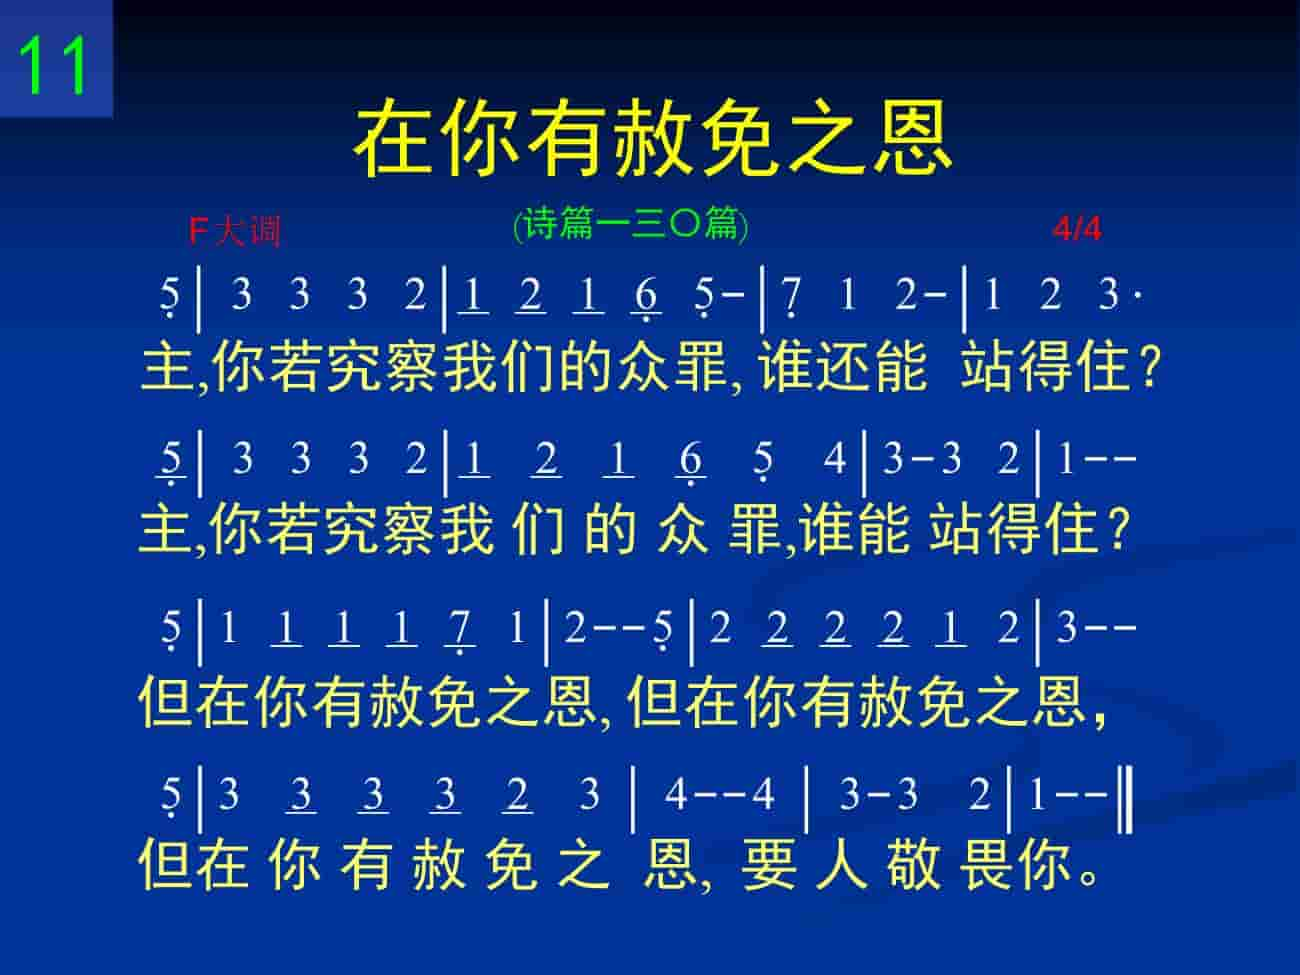 11
在你有赦免之恩
F大调 (诗篇一三〇篇) 4/4
5̣| 3 3 3 2|1̲ 2̲ 1̲ 6̣̲ 5̣-|7̣ 1 2-|1 2 3·
主,你若究察我们的众罪,谁还能 站得住?
5̣̲| 3 3 3 2|1̲ 2̲ 1̲ 6̣̲ 5̣ 4|3-3 2|1--
主,你若究察我 们 的 众 罪,谁能 站得住?
5̣|1 1̲ 1̲ 1̲ 7̣̲ 1|2--5̣|2 2̲ 2̲ 2̲ 1̲ 2|3--
但在你有赦免之恩,但在你有赦免之恩,
5̣|3 3̲ 3̲ 3̲ 2̲ 3 | 4--4 | 3-3 2|1--‖
但在 你 有 赦 免 之 恩, 要 人 敬 畏你。